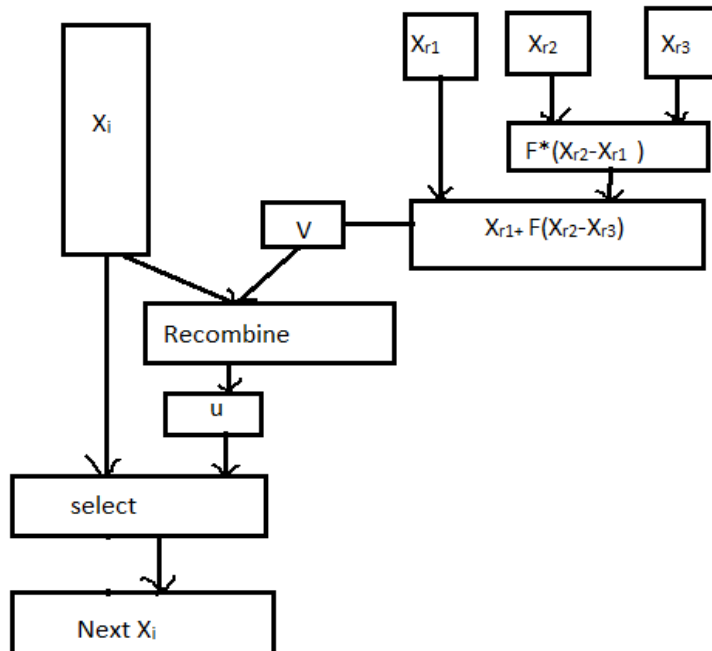 Xr1
Xr2
Xr3
Xi
F*(Xr2-Xr1 )
V
Xr1+ F(Xr2-Xr3)
Recombine
u
select
Next Xi